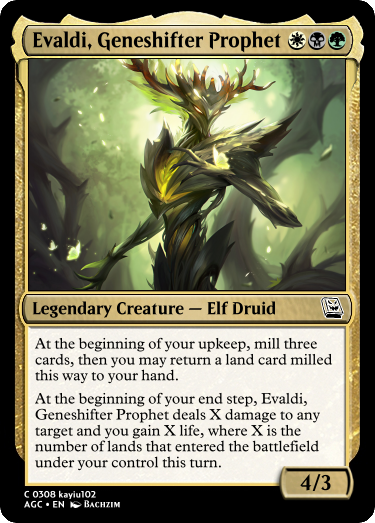 Evaldi, Geneshifter Prophet
Legendary Creature — Elf Druid
At the beginning of your upkeep, mill three
cards, then you may return a land card milled
this way to your hand.
At the beginning of your end step, Evaldi,
Geneshifter Prophet deals X damage to any
target and you gain X life, where X is the
number of lands that entered the battlefield
under your control this turn.
4/3
C 0308 kayiu102
AGC • EN Bachzim